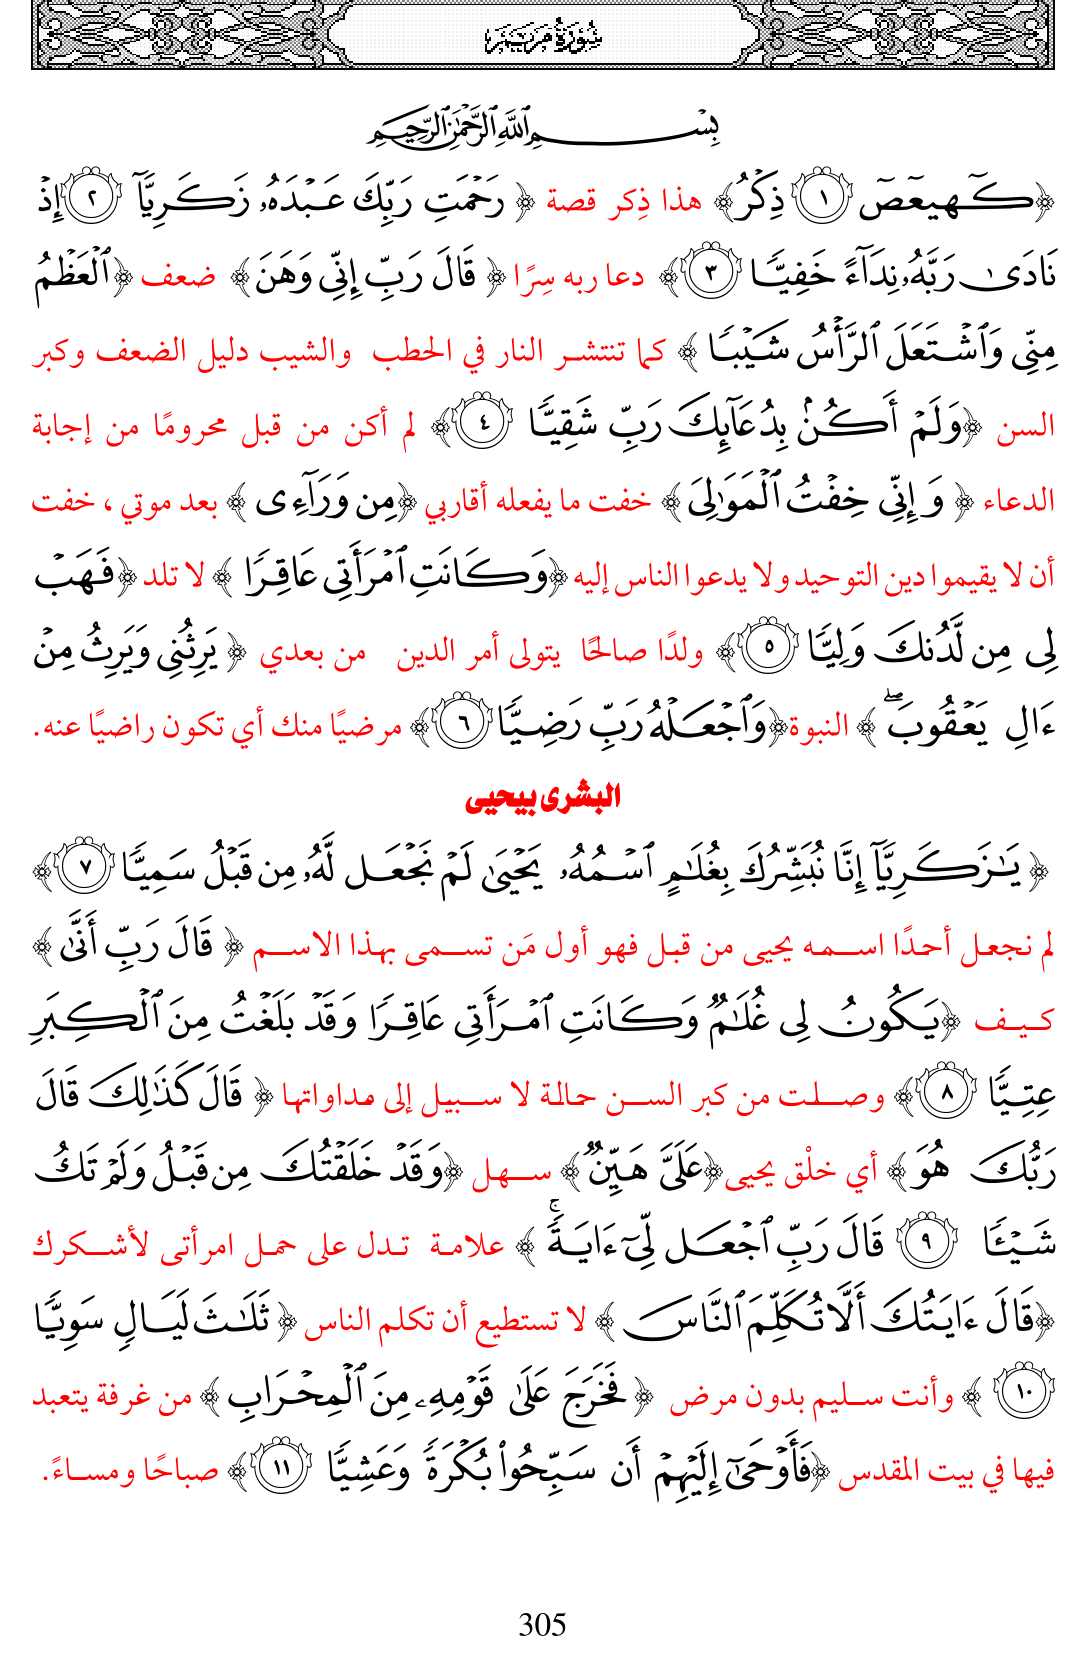 سُورَةُ مَرْيَمَ
بِسْمِ ٱللَّهِ ٱلرَّحْمَٰنِ ٱلرَّحِيمِ
﴿كٓهيعٓصٓ ١ ذِكْرُ﴾ هذا ذِكر قصة ﴿رَحْمَتِ رَبِّكَ عَبْدَهُۥ زَكَرِيَّآ ٢ إِذْ
نَادَىٰ رَبَّهُۥ نِدَآءً خَفِيًّا ٣﴾ دعا ربه سِرًا ﴿قَالَ رَبِّ إِنِّى وَهَنَ﴾ ضعف ﴿ٱلْعَظْمُ
مِنِّى وَٱشْتَعَلَ ٱلرَّأْسُ شَيْبًا﴾ كما تنتشر النار في الحطب والشيب دليل الضعف وكبر
السن ﴿وَلَمْ أَكُنۢ بِدُعَآئِكَ رَبِّ شَقِيًّا ٤﴾ لم أكن من قبل محرومًا من إجابة
الدعاء ﴿وَإِنِّى خِفْتُ ٱلْمَوَٰلِىَ﴾ خفت ما يفعله أقاربي ﴿مِن وَرَآءِى﴾ بعد موتي ، خفت
أن لا يقيموا دين التوحيد ولا يدعوا الناس إليه ﴿وَكَانَتِ ٱمْرَأَتِى عَاقِرًا﴾ لا تلد ﴿فَهَبْ
لِى مِن لَّدُنكَ وَلِيًّا ٥﴾ ولدًا صالحًا يتولى أمر الدين من بعدي ﴿يَرِثُنِى وَيَرِثُ مِنْ
ءَالِ يَعْقُوبَۖ﴾ النبوة ﴿وَٱجْعَلْهُ رَبِّ رَضِيًّا ٦﴾ مرضيًا منك أي تكون راضيًا عنه.
البشرى بيحيى
﴿يَٰزَكَرِيَّآ إِنَّا نُبَشِّرُكَ بِغُلَٰمٍ ٱسْمُهُۥ يَحْيَىٰ لَمْ نَجْعَل لَّهُۥ مِن قَبْلُ سَمِيًّا ٧﴾
لم نجعل أحدًا اسمه يحيى من قبل فهو أول مَن تسمى بهذا الاسم ﴿قَالَ رَبِّ أَنَّىٰ﴾
كيف ﴿يَكُونُ لِى غُلَٰمٌ وَكَانَتِ ٱمْرَأَتِى عَاقِرًا وَقَدْ بَلَغْتُ مِنَ ٱلْكِبَرِ
عِتِيًّا ٨﴾ وصلت من كبر السن حالة لا سبيل إلى مداواتها ﴿قَالَ كَذَٰلِكَ قَالَ
رَبُّكَ هُوَ﴾ أي خلْق يحيى ﴿عَلَىَّ هَيِّنٌ﴾ سهل ﴿وَقَدْ خَلَقْتُكَ مِن قَبْلُ وَلَمْ تَكُ
شَيْـًٔا ٩ قَالَ رَبِّ ٱجْعَل لِّىٓ ءَايَةًۚ﴾ علامة تدل على حمل امرأتى لأشكرك
﴿قَالَ ءَايَتُكَ أَلَّا تُكَلِّمَ ٱلنَّاسَ﴾ لا تستطيع أن تكلم الناس ﴿ثَلَٰثَ لَيَالٍ سَوِيًّا
١٠﴾ وأنت سليم بدون مرض ﴿فَخَرَجَ عَلَىٰ قَوْمِهِۦ مِنَ ٱلْمِحْرَابِ﴾ من غرفة يتعبد
فيها في بيت المقدس ﴿فَأَوْحَىٰٓ إِلَيْهِمْ أَن سَبِّحُوا۟ بُكْرَةً وَعَشِيًّا ١١﴾ صباحًا ومساءً.
305